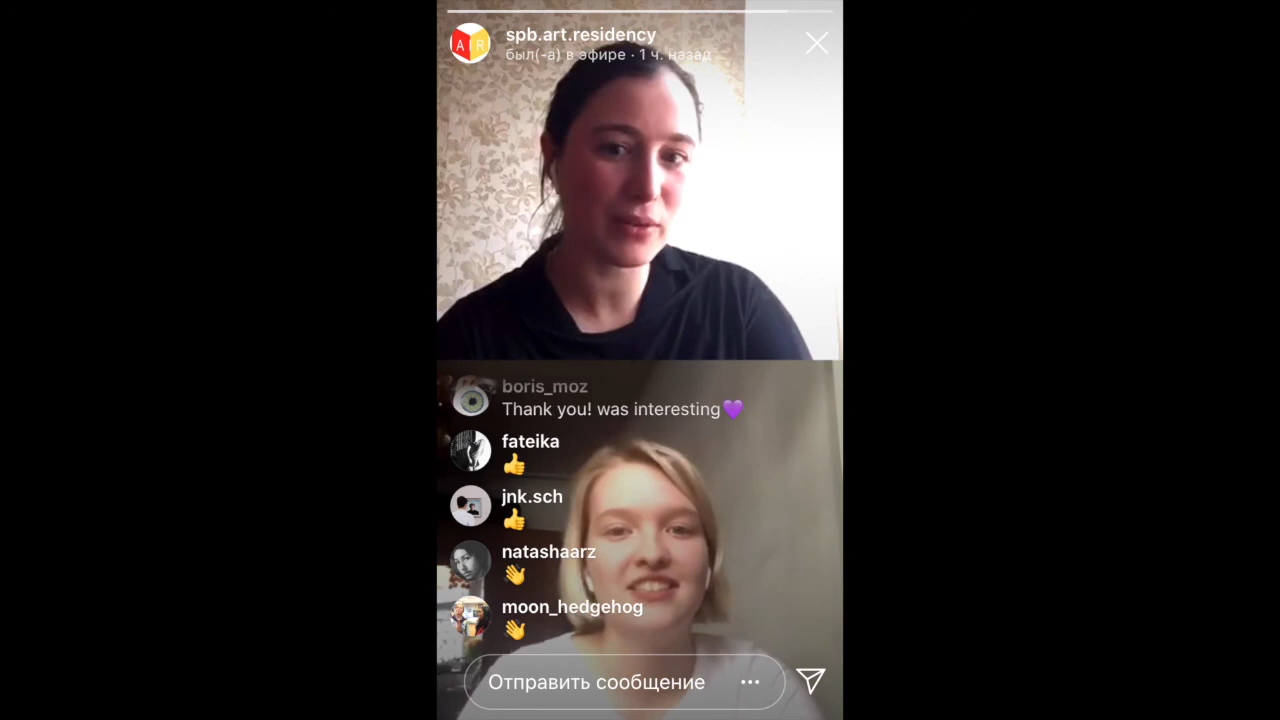 AIR
spb.art.residency
был(-а) в эфире · 1 ч. назад
boris_moz
Thank you! was interesting💜
fateika
👍
jnk.sch
👍
natashaarz
👋
moon_hedgehog
👋
Отправить сообщение